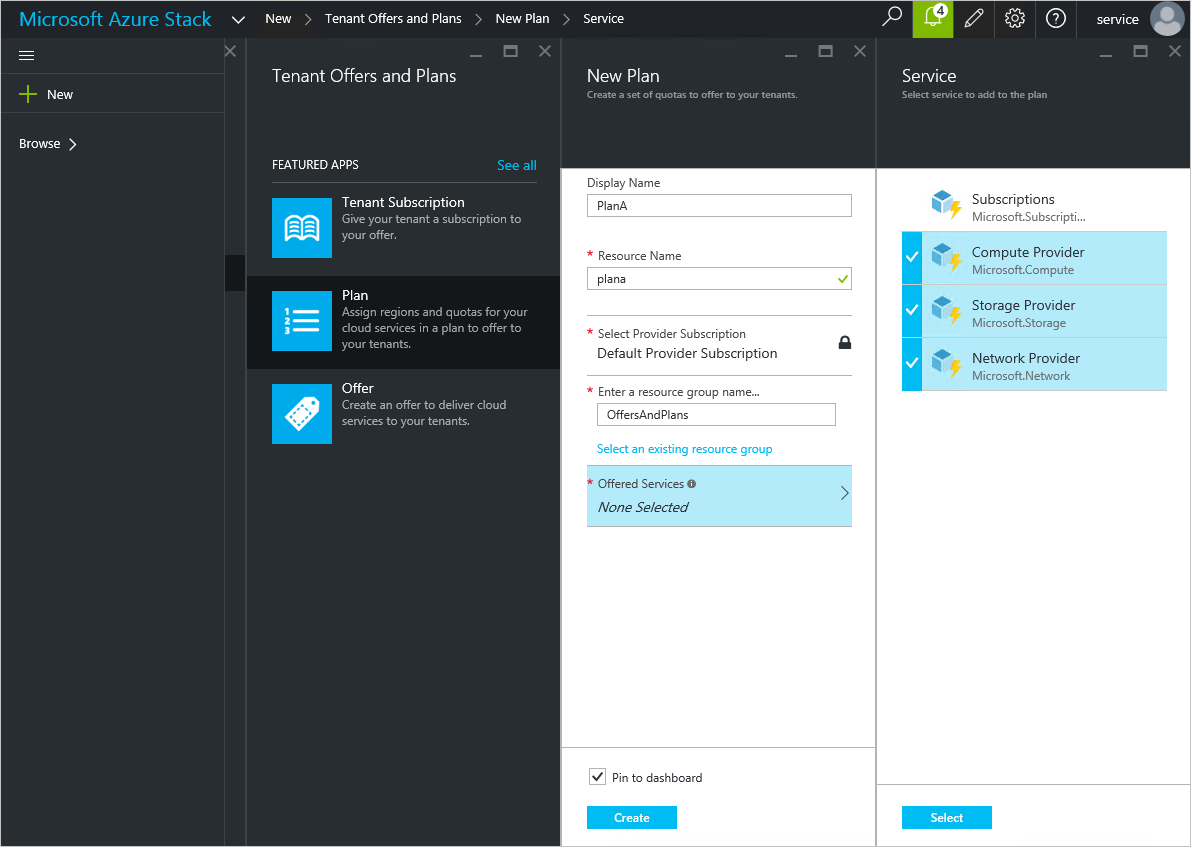 Microsoft Azure Stack New Tenant Offers and Plans New Plan Service 4 service
New
Browse
Tenant Offers and Plans
FEATURED APPS See all
Tenant Subscription
Give your tenant a subscription to
your offer.
1
2
3
Plan
Assign regions and quotas for your
cloud services in a plan to offer to
your tenants.
Offer
Create an offer to deliver cloud
services to your tenants.
New Plan
Create a set of quotas to offer to your tenants.
Display Name
PlanA
* Resource Name
plana
* Select Provider Subscription
Default Provider Subscription
* Enter a resource group name...
OffersAndPlans
Select an existing resource group
* Offered Services
None Selected
Pin to dashboard
Create
Service
Select service to add to the plan
Subscriptions
Microsoft.Subscripti...
Compute Provider
Microsoft.Compute
Storage Provider
Microsoft.Storage
Network Provider
Microsoft.Network
Select